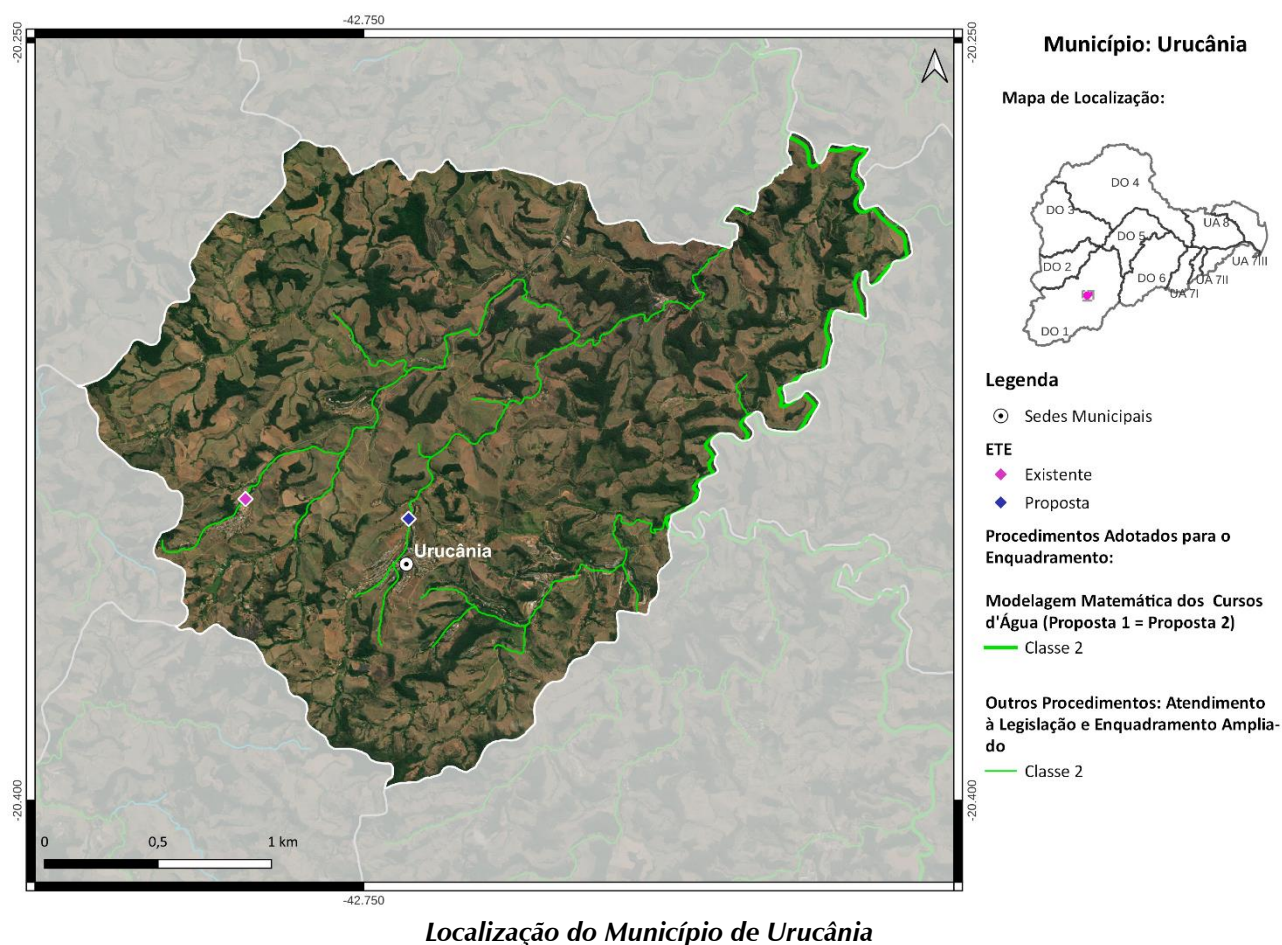 -42.750
-20.250
-20.250
Urucânia
0 0,5 1 km
-20.400
-20.400
-42.750
Município: Urucânia
Mapa de Localização:
DO 4
DO 3
UA 8
DO 5
UA 7III
DO 2
DO 6
UA 7II
UA 7I
DO 1
Legenda
Sedes Municipais
ETE
Existente
Proposta
Procedimentos Adotados para o
Enquadramento:
Modelagem Matemática dos Cursos
d'Água (Proposta 1 = Proposta 2)
Classe 2
Outros Procedimentos: Atendimento
à Legislação e Enquadramento Amplia-
do
Classe 2
Localização do Município de Urucânia